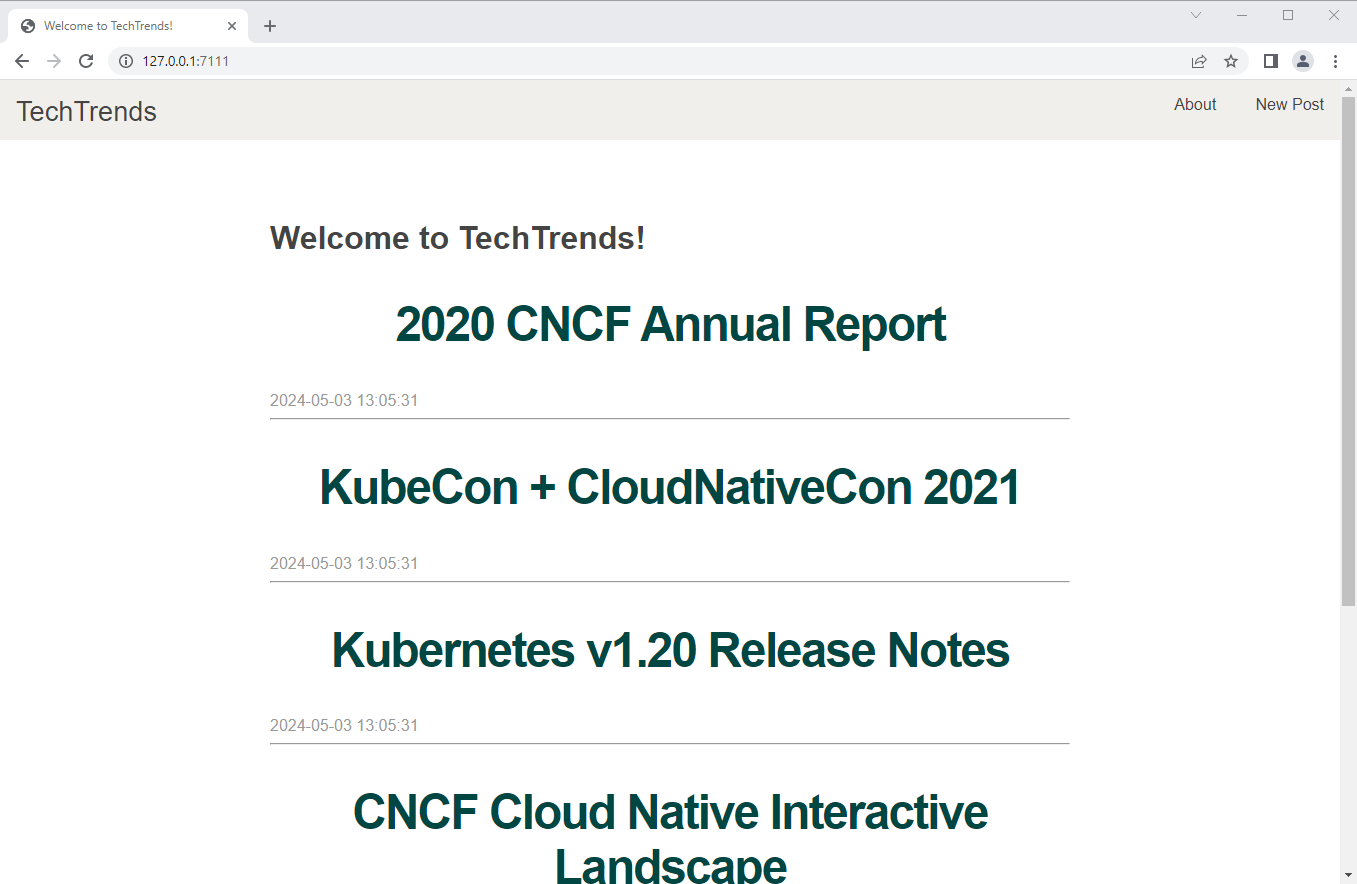 Welcome to TechTrends!
127.0.0.1:7111
TechTrends
About
New Post
Welcome to TechTrends!
2020 CNCF Annual Report
2024-05-03 13:05:31
KubeCon + CloudNativeCon 2021
2024-05-03 13:05:31
Kubernetes v1.20 Release Notes
2024-05-03 13:05:31
CNCF Cloud Native Interactive
Landscape